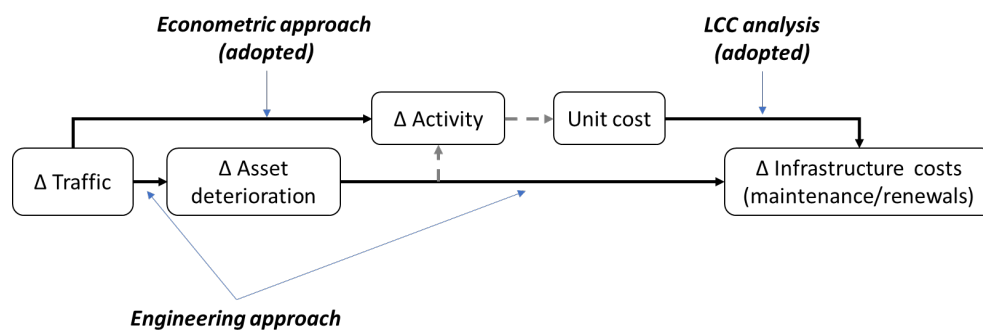 Econometric approach
(adopted)
LCC analysis
(adopted)
Δ Activity
Unit cost
Δ Traffic
Δ Asset
deterioration
Δ Infrastructure costs
(maintenance/renewals)
Engineering approach